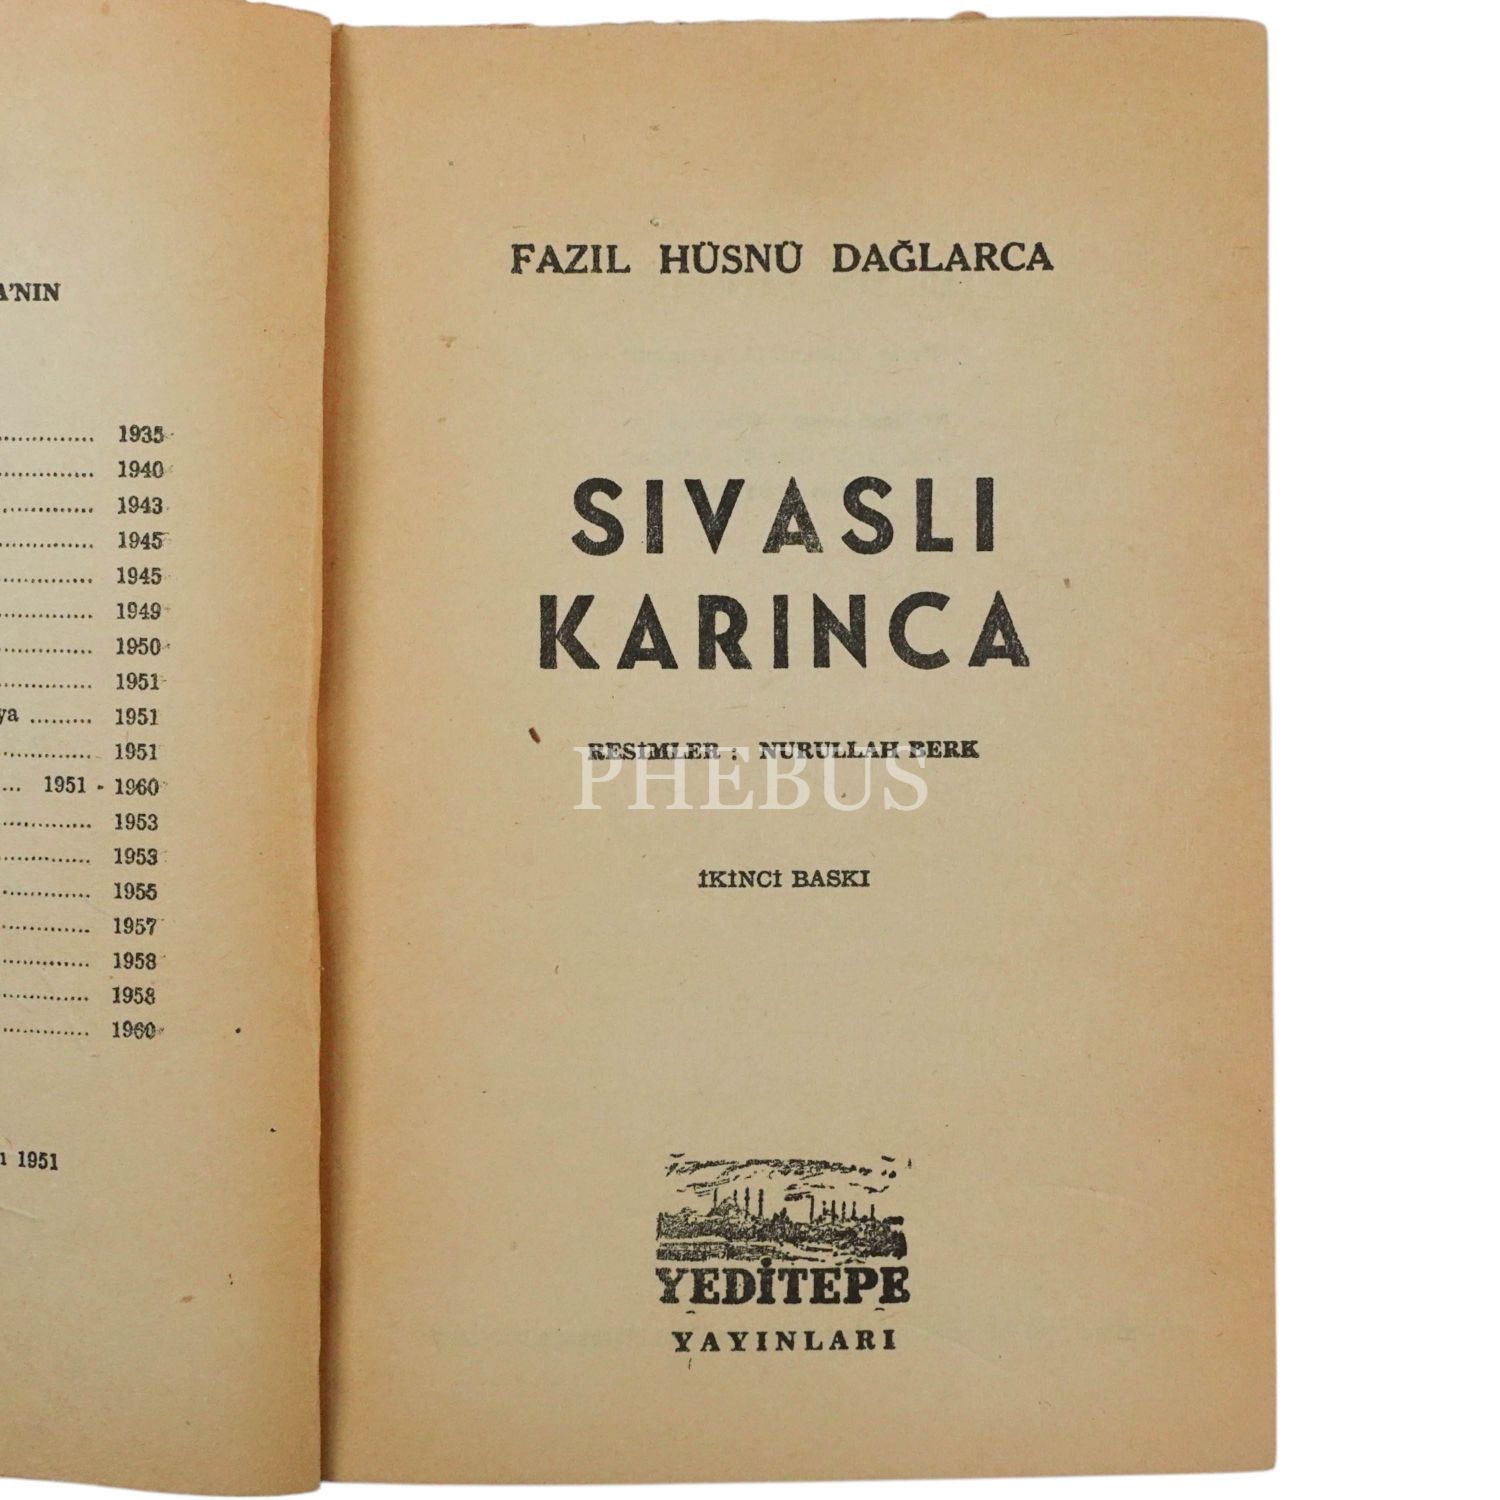 A'NIN
1935
1940
1943
1945
1945
1949
1950
1951
ya ......... 1951
1951
1951 - 1960
1953
1953
1955
1957
1958
1958
1960
1951
FAZIL HÜSNÜ DAĞLARCA
SIVASLI
KARINCA
RESİMLER : NURULLAH BERK
PHEBUS
İKİNCİ BASKI
YEDİTEPE
YAYINLARI